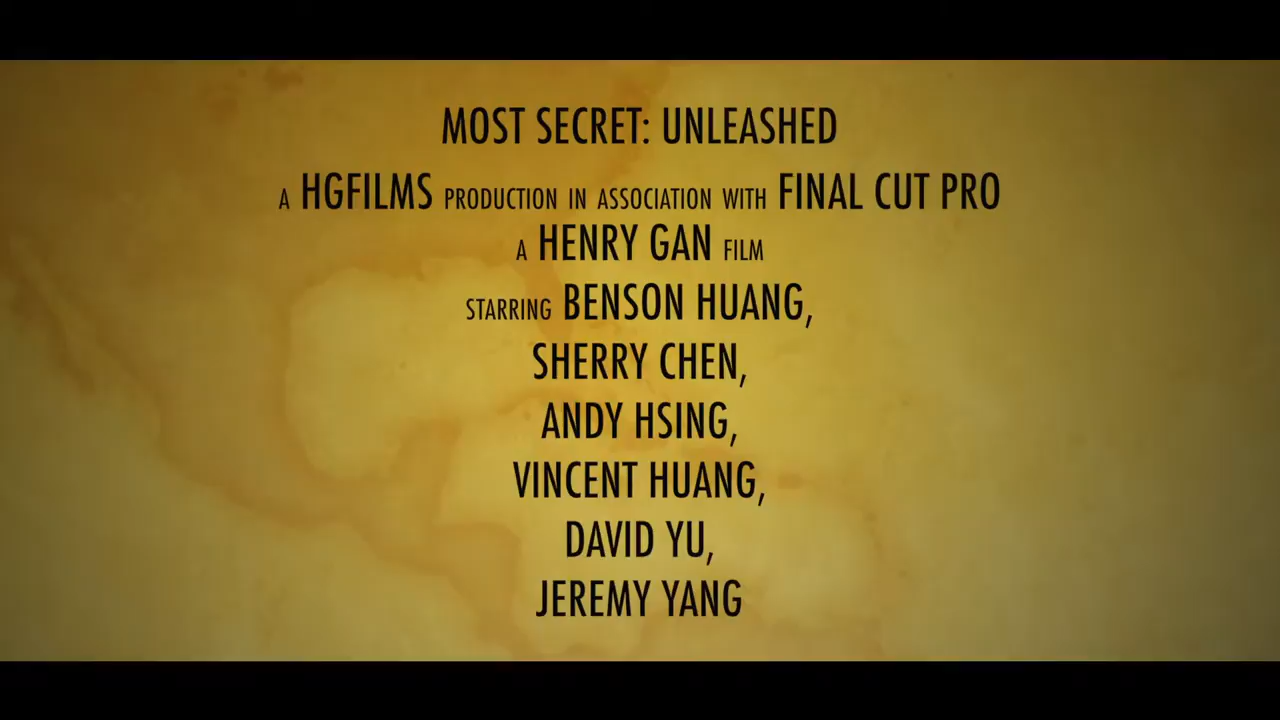 MOST SECRET: UNLEASHED
A HGFILMS PRODUCTION IN ASSOCIATION WITH FINAL CUT PRO
A HENRY GAN FILM
STARRING BENSON HUANG,
SHERRY CHEN,
ANDY HSING,
VINCENT HUANG,
DAVID YU,
JEREMY YANG